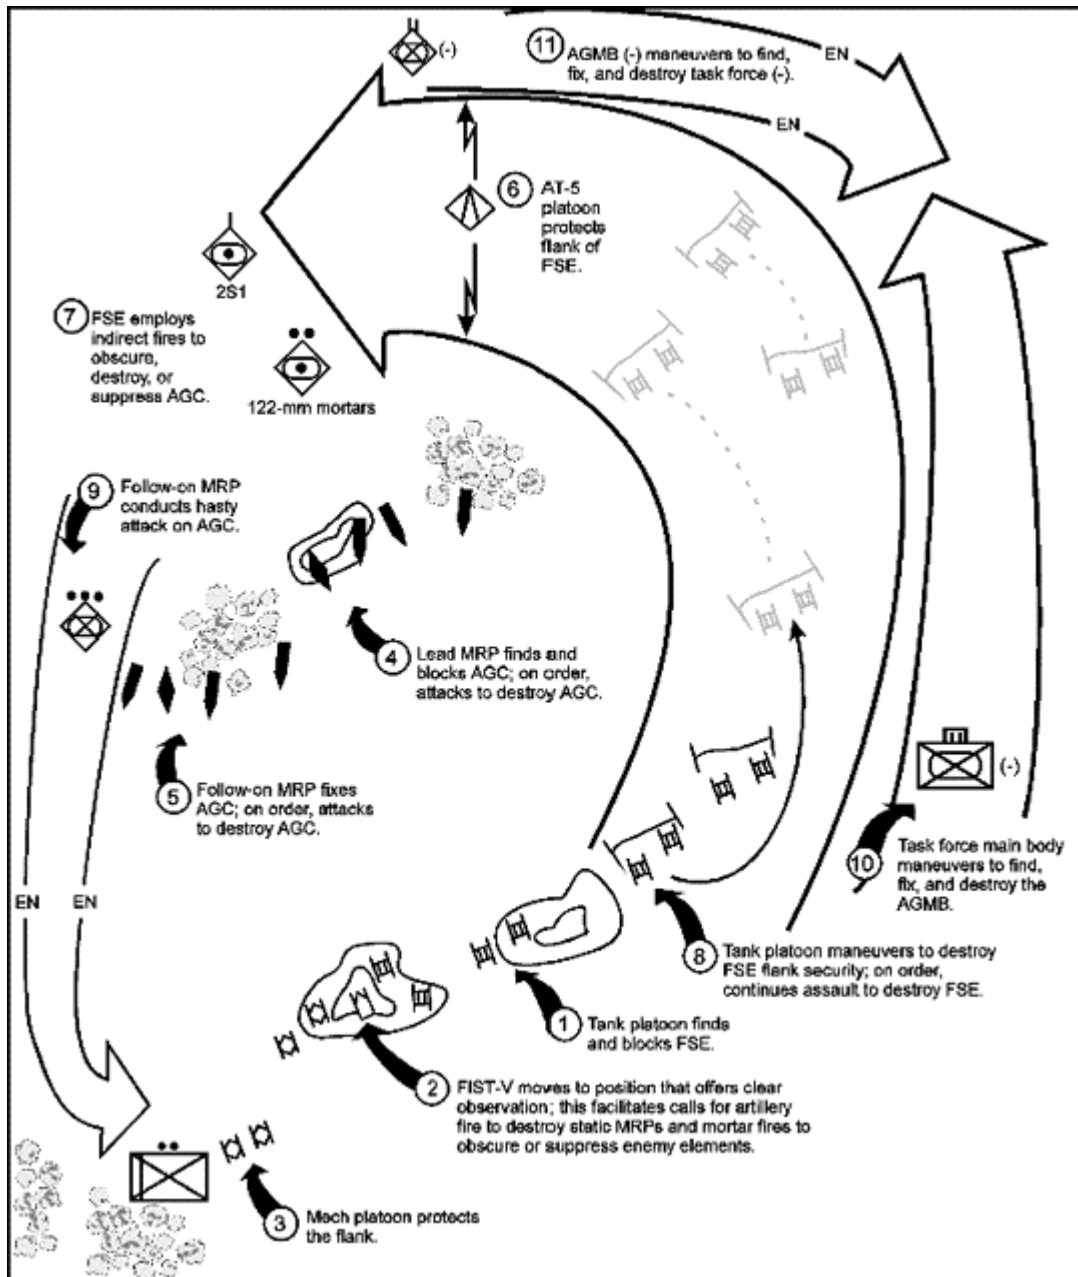 (-)
11
AGMB (-) maneuvers to find,
fix, and destroy task force (-).
EN
EN
6
AT-5
platoon
protects
flank of
FSE.
2S1
7
FSE employs
indirect fires to
obscure,
destroy, or
suppress AGC.
122-mm mortars
9
Follow-on MRP
conducts hasty
attack on AGC.
4
Lead MRP finds and
blocks AGC; on order,
attacks to destroy AGC.
5
Follow-on MRP fixes
AGC; on order, attacks
to destroy AGC.
(-)
10
Task force main body
maneuvers to find,
fix, and destroy the
AGMB.
EN
EN
8
Tank platoon maneuvers to destroy
FSE flank security; on order,
continues assault to destroy FSE.
1
Tank platoon finds
and blocks FSE.
2
FIST-V moves to position that offers clear
observation; this facilitates calls for artillery
fire to destroy static MRPs and mortar fires to
obscure or suppress enemy elements.
3
Mech platoon protects
the flank.